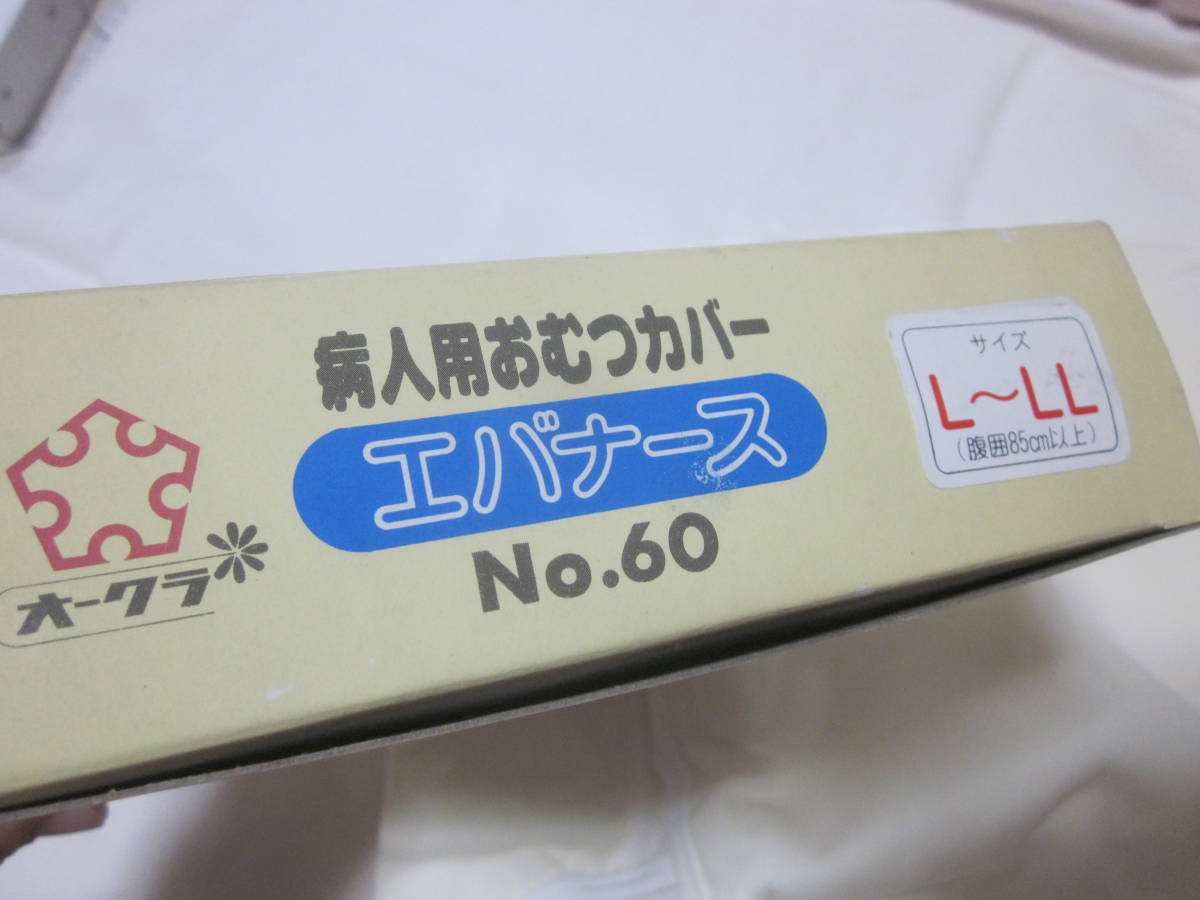 病人用おむつカバー
エバナース
No.60
オークラ
サイズ
L～LL
(腹囲85cm以上)